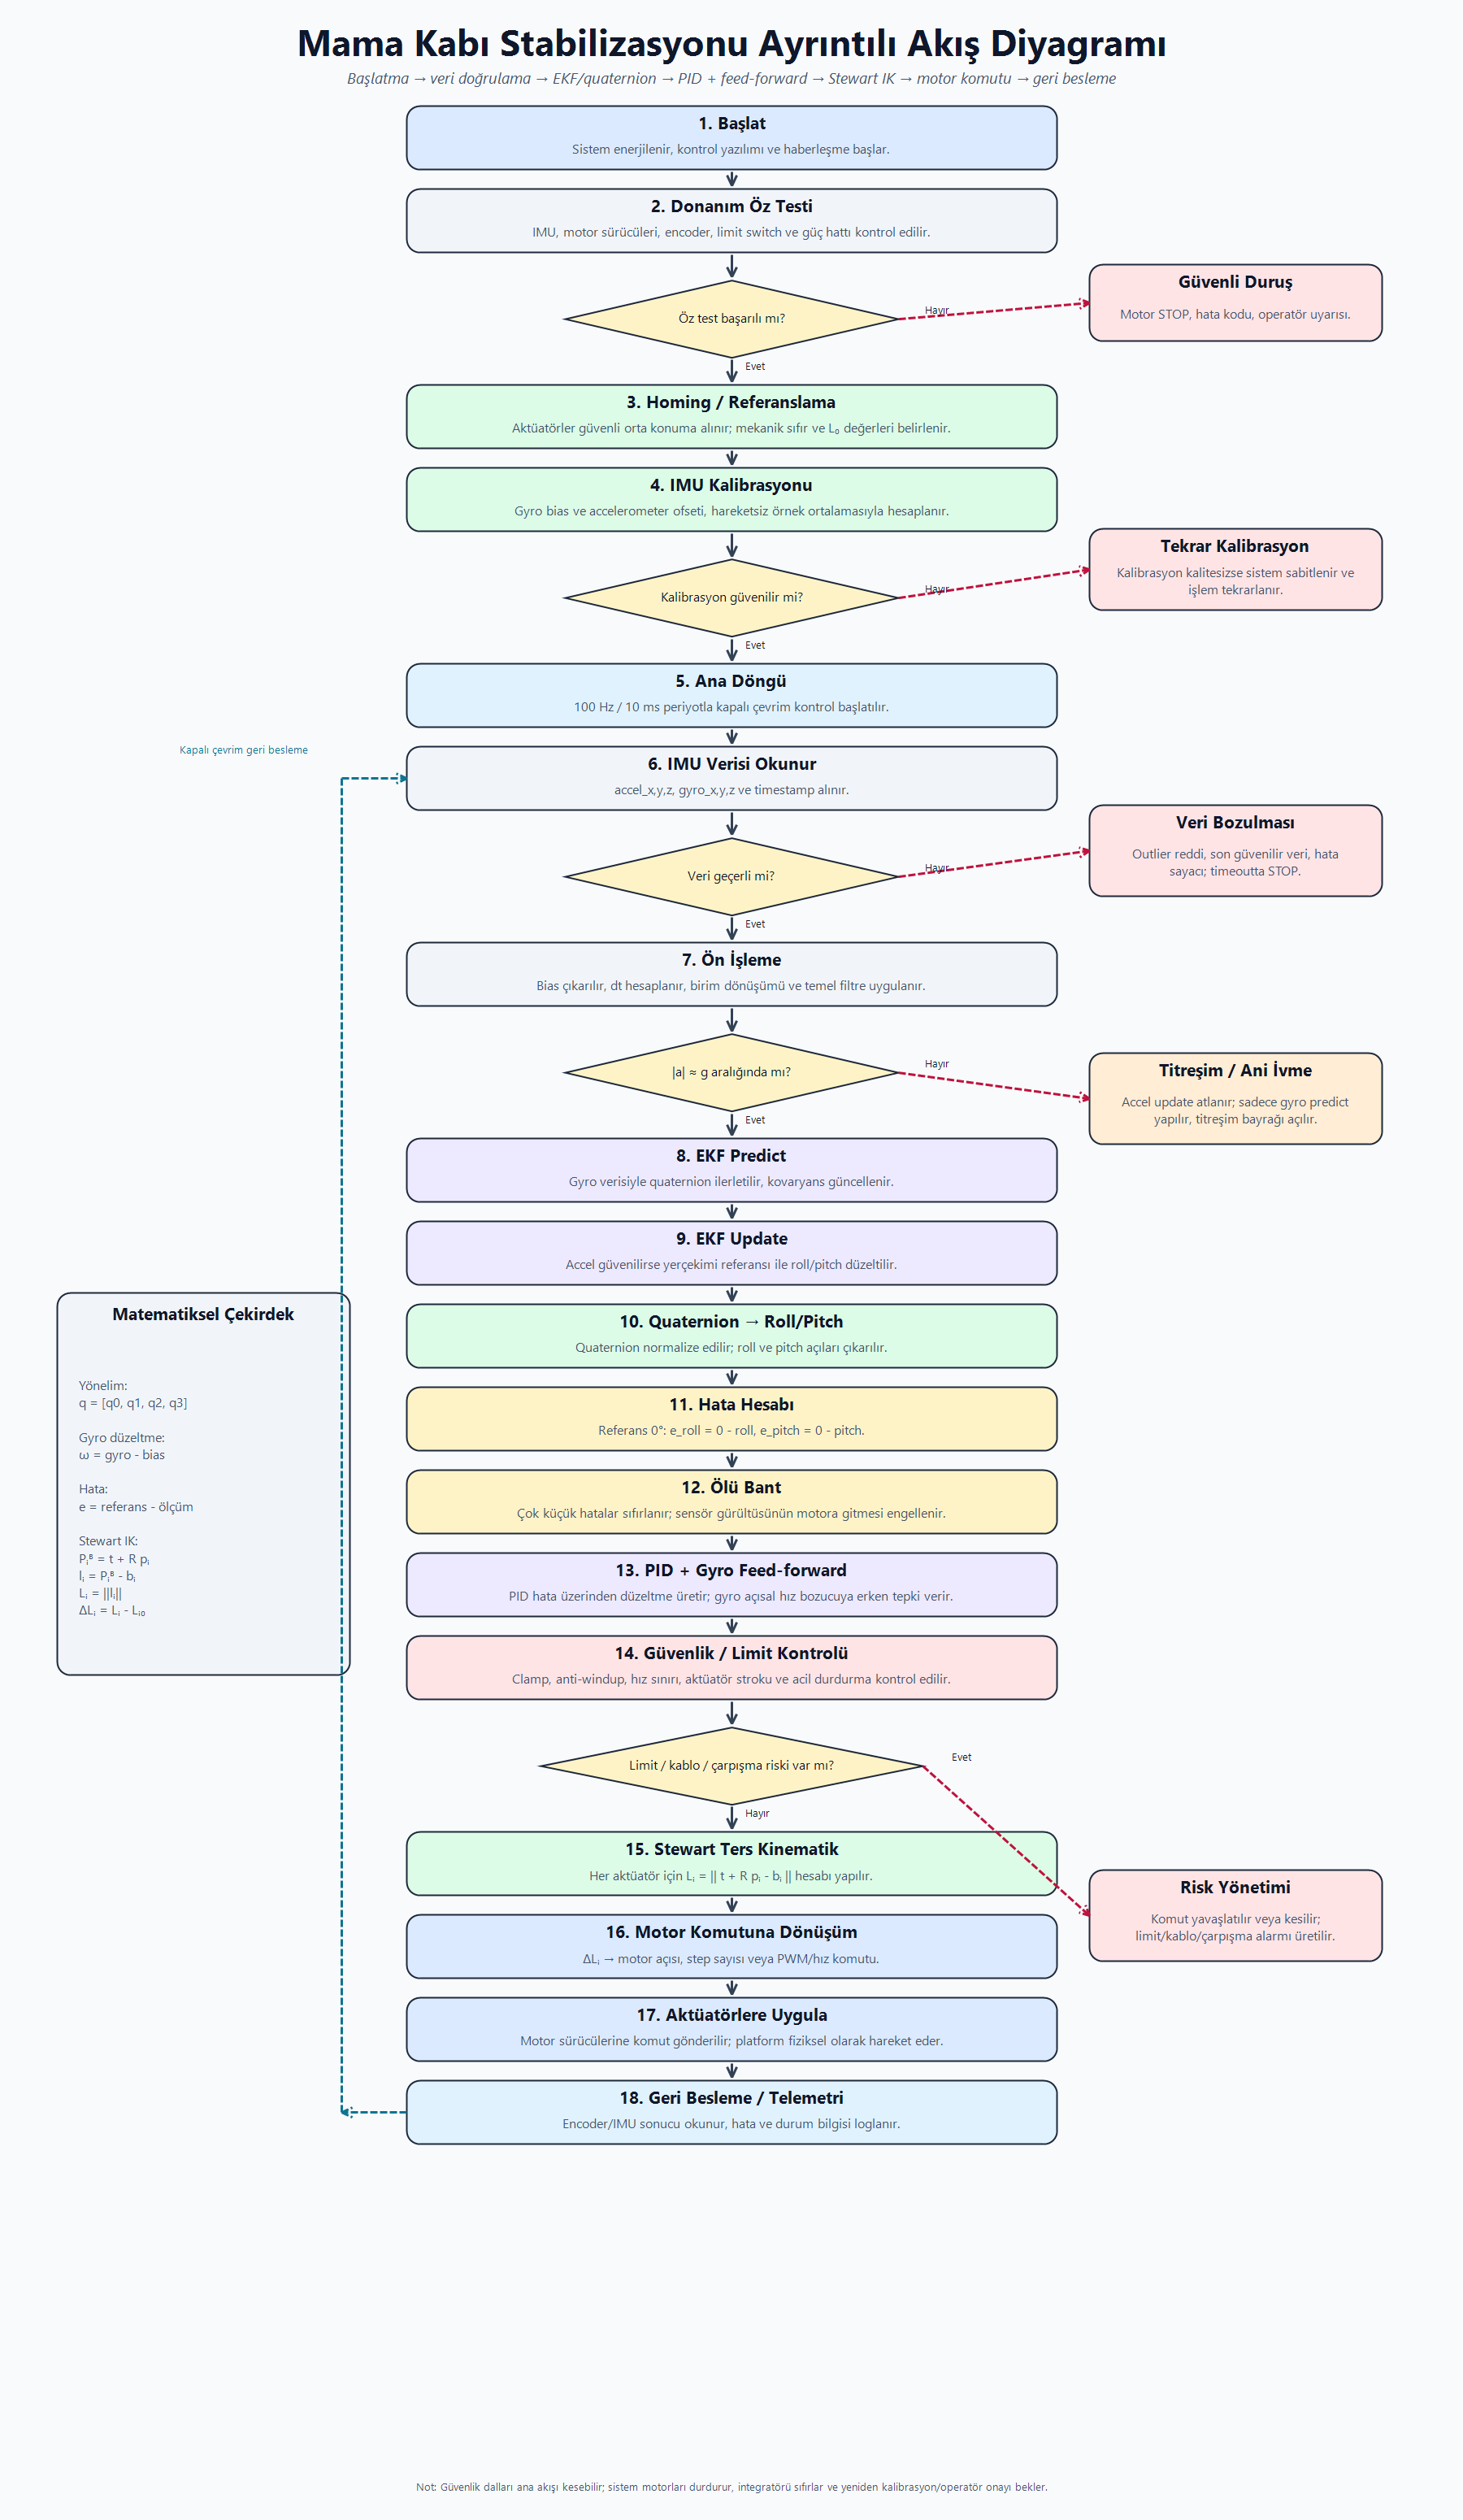 Mama Kabı Stabilizasyonu Ayrıntılı Akış Diyagramı
Başlatma → veri doğrulama → EKF/quaternion → PID + feed-forward → Stewart IK → motor komutu → geri besleme
1. Başlat
Sistem enerjilenir, kontrol yazılımı ve haberleşme başlar.
2. Donanım Öz Testi
IMU, motor sürücüleri, encoder, limit switch ve güç hattı kontrol edilir.
Öz test başarılı mı?
Hayır
Güvenli Duruş
Motor STOP, hata kodu, operatör uyarısı.
Evet
3. Homing / Referanslama
Aktüatörler güvenli orta konuma alınır; mekanik sıfır ve L₀ değerleri belirlenir.
4. IMU Kalibrasyonu
Gyro bias ve accelerometer ofseti, hareketsiz örnek ortalamasıyla hesaplanır.
Kalibrasyon güvenilir mi?
Hayır
Tekrar Kalibrasyon
Kalibrasyon kalitesizse sistem sabitlenir ve
işlem tekrarlanır.
Evet
5. Ana Döngü
100 Hz / 10 ms periyotla kapalı çevrim kontrol başlatılır.
Kapalı çevrim geri besleme
6. IMU Verisi Okunur
accel_x,y,z, gyro_x,y,z ve timestamp alınır.
Veri geçerli mi?
Hayır
Veri Bozulması
Outlier reddi, son güvenilir veri, hata
sayacı; timeoutta STOP.
Evet
7. Ön İşleme
Bias çıkarılır, dt hesaplanır, birim dönüşümü ve temel filtre uygulanır.
|a| ≈ g aralığında mı?
Hayır
Titreşim / Ani İvme
Accel update atlanır; sadece gyro predict
yapılır, titreşim bayrağı açılır.
Evet
8. EKF Predict
Gyro verisiyle quaternion ilerletilir, kovaryans güncellenir.
9. EKF Update
Accel güvenilirse yerçekimi referansı ile roll/pitch düzeltilir.
10. Quaternion → Roll/Pitch
Quaternion normalize edilir; roll ve pitch açıları çıkarılır.
11. Hata Hesabı
Referans 0°: e_roll = 0 - roll, e_pitch = 0 - pitch.
12. Ölü Bant
Çok küçük hatalar sıfırlanır; sensör gürültüsünün motora gitmesi engellenir.
13. PID + Gyro Feed-forward
PID hata üzerinden düzeltme üretir; gyro açısal hız bozucuya erken tepki verir.
14. Güvenlik / Limit Kontrolü
Clamp, anti-windup, hız sınırı, aktüatör stroku ve acil durdurma kontrol edilir.
Matematiksel Çekirdek
Yönelim:
q = [q0, q1, q2, q3]
Gyro düzeltme:
ω = gyro - bias
Hata:
e = referans - ölçüm
Stewart IK:
Pᵢᴮ = t + R pᵢ
lᵢ = Pᵢᴮ - bᵢ
Lᵢ = ||lᵢ||
ΔLᵢ = Lᵢ - Lᵢ₀
Limit / kablo / çarpışma riski var mı?
Evet
Hayır
15. Stewart Ters Kinematik
Her aktüatör için Lᵢ = || t + R pᵢ - bᵢ || hesabı yapılır.
Risk Yönetimi
Komut yavaşlatılır veya kesilir;
limit/kablo/çarpışma alarmı üretilir.
16. Motor Komutuna Dönüşüm
ΔLᵢ → motor açısı, step sayısı veya PWM/hız komutu.
17. Aktüatörlere Uygula
Motor sürücülerine komut gönderilir; platform fiziksel olarak hareket eder.
18. Geri Besleme / Telemetri
Encoder/IMU sonucu okunur, hata ve durum bilgisi loglanır.
Not: Güvenlik dalları ana akışı kesebilir; sistem motorları durdurur, integratörü sıfırlar ve yeniden kalibrasyon/operatör onayı bekler.